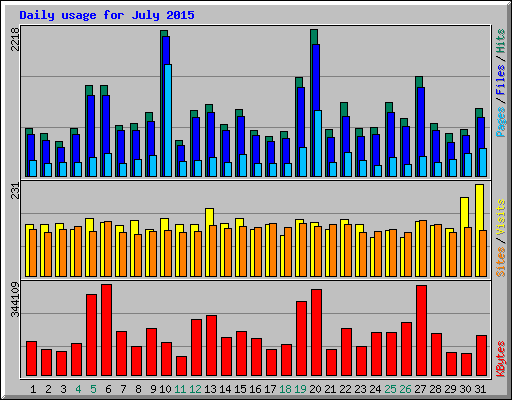 Daily usage for July 2015
2218
Pages / Files / Hits
231
Sites / Visits
344109
KBytes
1 2 3 4 5 6 7 8 9 10 11 12 13 14 15 16 17 18 19 20 21 22 23 24 25 26 27 28 29 30 31